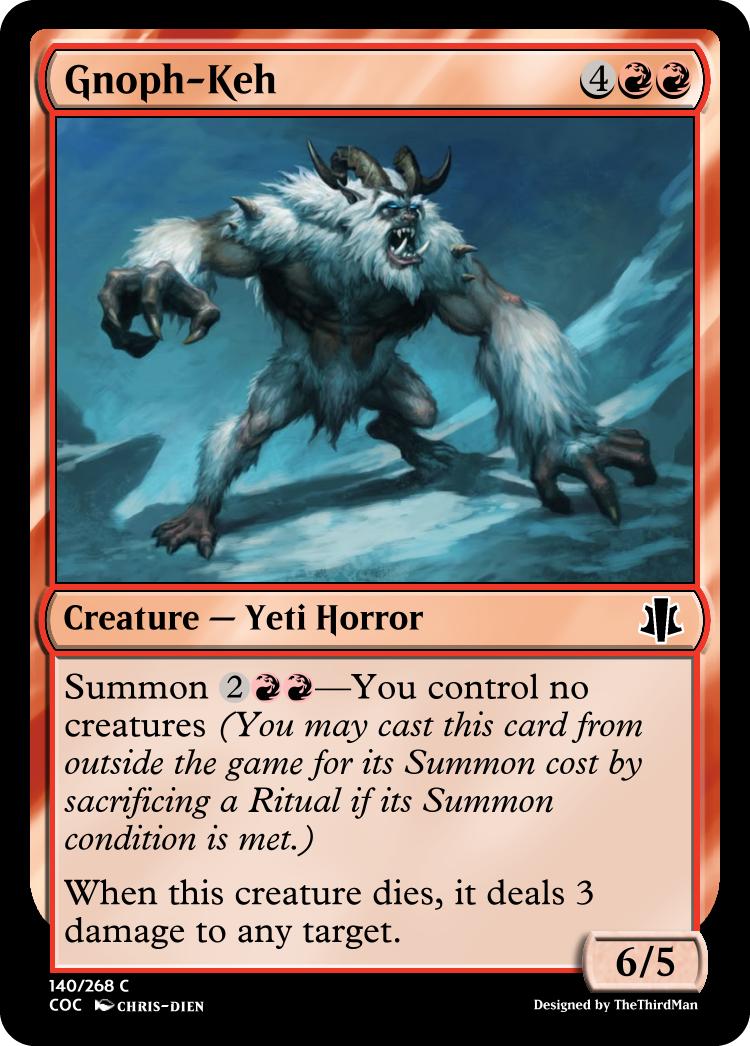 Gnoph-Keh 4
Creature — Yeti Horror
Summon 2—You control no
creatures (You may cast this card from
outside the game for its Summon cost by
sacrificing a Ritual if its Summon
condition is met.)
When this creature dies, it deals 3
damage to any target.
6/5
140/268 C
COC CHRIS-DIEN
Designed by TheThirdMan